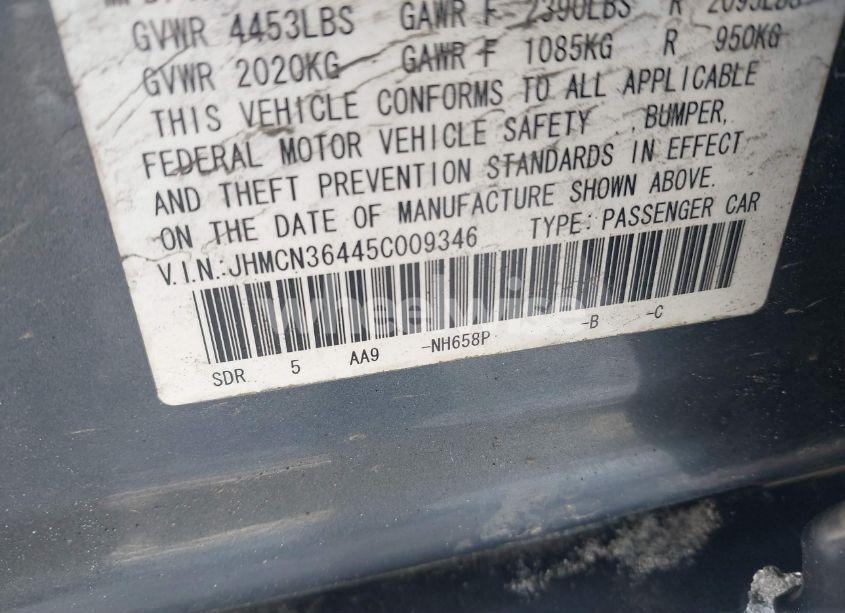 GVWR 4453LBS GAWR F 2390LBS R 2095LBS
GVWR 2020KG GAWR F 1085KG R 950KG
THIS VEHICLE CONFORMS TO ALL APPLICABLE
FEDERAL MOTOR VEHICLE SAFETY ,BUMPER,
AND THEFT PREVENTION STANDARDS IN EFFECT
ON THE DATE OF MANUFACTURE SHOWN ABOVE.
V.I.N.:JHMCN36445C009346 TYPE: PASSENGER CAR
wheelwise
SDR 5 AA9 -NH658P -B -C